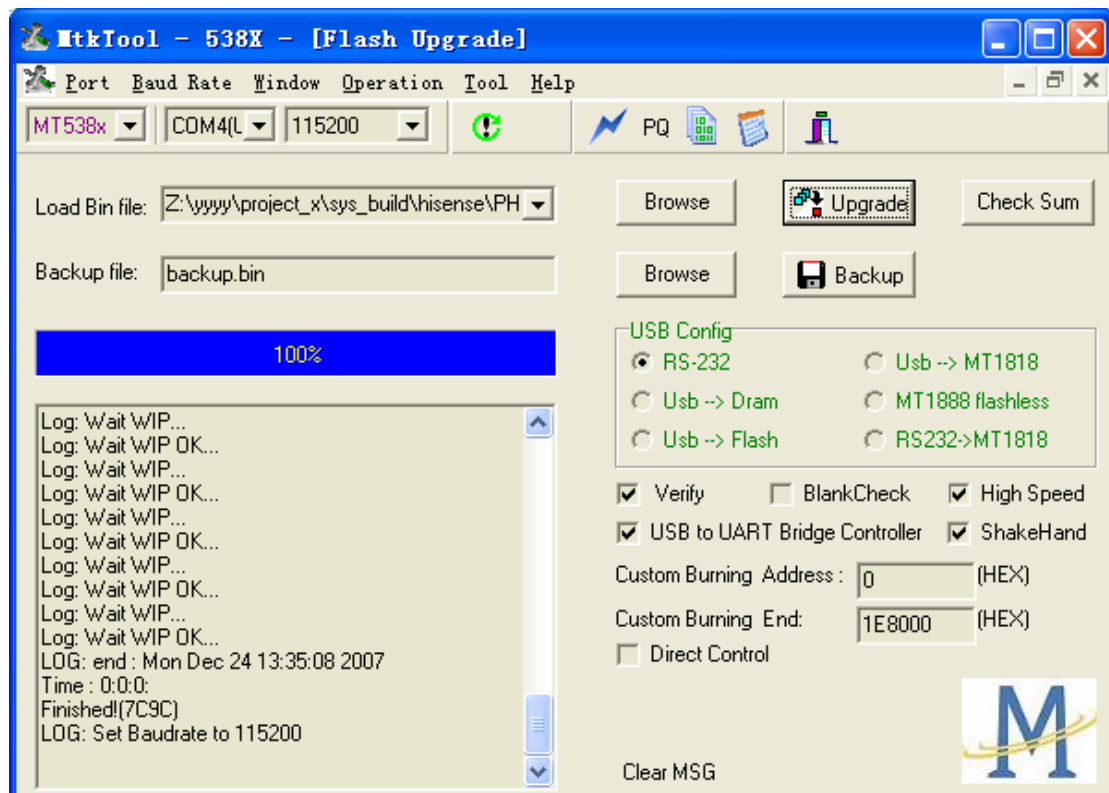 MtkTool - 538X - [Flash Upgrade]
Port Baud Rate Window Operation Tool Help
MT538x COM4(U 115200 PQ
Load Bin file: Z:\yyyy\project_x\sys_build\hisense\PH Browse Upgrade Check Sum
Backup file: backup.bin Browse Backup
100%
USB Config
RS-232 Usb --> MT1818
Usb --> Dram MT1888 flashless
Usb --> Flash RS232->MT1818
Verify BlankCheck High Speed
USB to UART Bridge Controller ShakeHand
Custom Burning Address : 0 (HEX)
Custom Burning End: 1E8000 (HEX)
Direct Control
Log: Wait WIP...
Log: Wait WIP OK...
Log: Wait WIP...
Log: Wait WIP OK...
Log: Wait WIP...
Log: Wait WIP OK...
Log: Wait WIP...
Log: Wait WIP OK...
Log: Wait WIP...
Log: Wait WIP OK...
LOG: end : Mon Dec 24 13:35:08 2007
Time : 0:0:0:
Finished!(7C9C)
LOG: Set Baudrate to 115200
Clear MSG
M